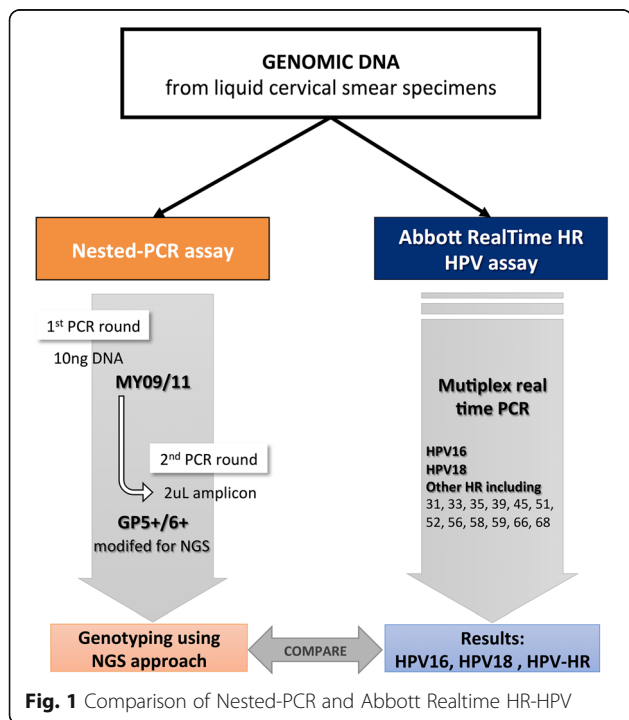 GENOMIC DNA
from liquid cervical smear specimens
Nested-PCR assay
Abbott RealTime HR
HPV assay
1st PCR round
10ng DNA
MY09/11
2nd PCR round
2uL amplicon
GP5+/6+
modifed for NGS
Mutiplex real
time PCR
HPV16
HPV18
Other HR including
31, 33, 35, 39, 45, 51,
52, 56, 58, 59, 66, 68
Genotyping using
NGS approach
COMPARE
Results:
HPV16, HPV18 , HPV-HR
Fig. 1 Comparison of Nested-PCR and Abbott Realtime HR-HPV